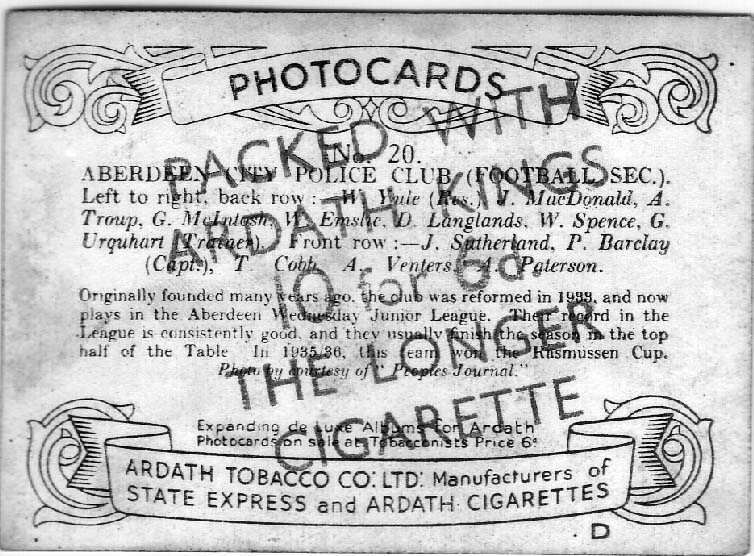 PHOTOCARDS
No. 20.
ABERDEEN CITY POLICE CLUB (FOOTBALL SEC.).
Left to right, back row :—W. Yule (Res.) J. MacDonald, A.
Troup, G. McIntosh, W. Emslie, D. Langlands, W. Spence, G.
Urquhart (Trainer). Front row :—J. Sutherland, P. Barclay
(Capt.), T. Cobb, A. Venters, A. Paterson.
Originally founded many years ago, the club was reformed in 1933, and now
plays in the Aberdeen Wednesday Junior League. Their record in the
League is consistently good, and they usually finish the season in the top
half of the Table In 1935/36, this team won the Rasmussen Cup.
Photo by courtesy of "Peoples Journal."
PACKED WITH
ARDATH KINGS
10 for 6d
THE LONGER
CIGARETTE
Expanding de Luxe Albums for Ardath
Photocards on sale at Tobacconists Price 6ᵈ
ARDATH TOBACCO CO: LTD: Manufacturers of
STATE EXPRESS and ARDATH CIGARETTES
D